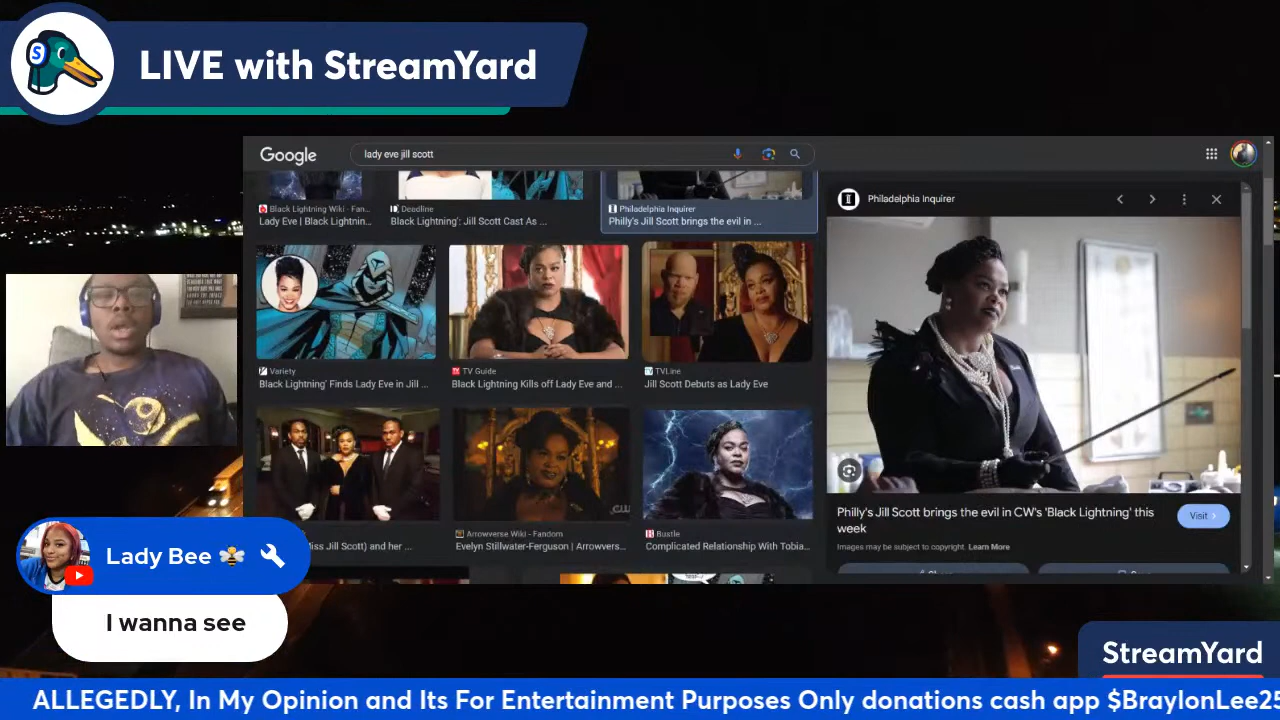 LIVE with StreamYard
Google
lady eve jill scott
Black Lightning Wiki - Fan...
Lady Eve | Black Lightnin...
Deadline
Black Lightning': Jill Scott Cast As ...
Philadelphia Inquirer
Philly's Jill Scott brings the evil in ...
Philadelphia Inquirer
Variety
Black Lightning' Finds Lady Eve in Jill ...
TV Guide
Black Lightning Kills off Lady Eve and ...
TVLine
Jill Scott Debuts as Lady Eve
Miss Jill Scott) and her ...
Arrowverse Wiki - Fandom
Evelyn Stillwater-Ferguson | Arrowvers...
Bustle
Complicated Relationship With Tobia...
Philly's Jill Scott brings the evil in CW's 'Black Lightning' this
week
Visit
Images may be subject to copyright. Learn More
Lady Bee
I wanna see
StreamYard
ALLEGEDLY, In My Opinion and Its For Entertainment Purposes Only donations cash app $BraylonLee25